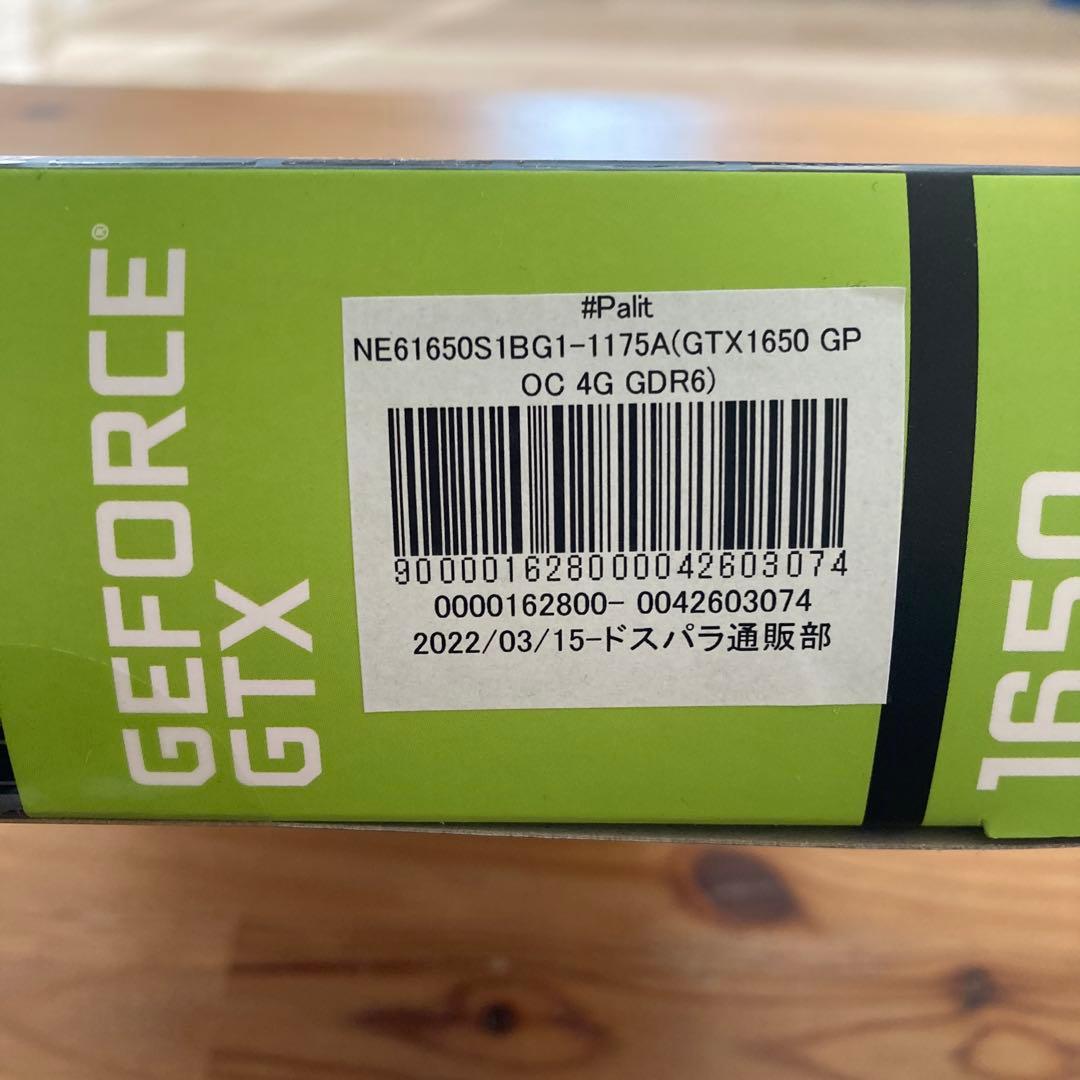 GEFORCE®
GTX
#Palit
NE61650S1BG1-1175A(GTX1650 GP
OC 4G GDR6)
900001628000042603074
0000162800- 0042603074
2022/03/15-ドスパラ通販部
1650